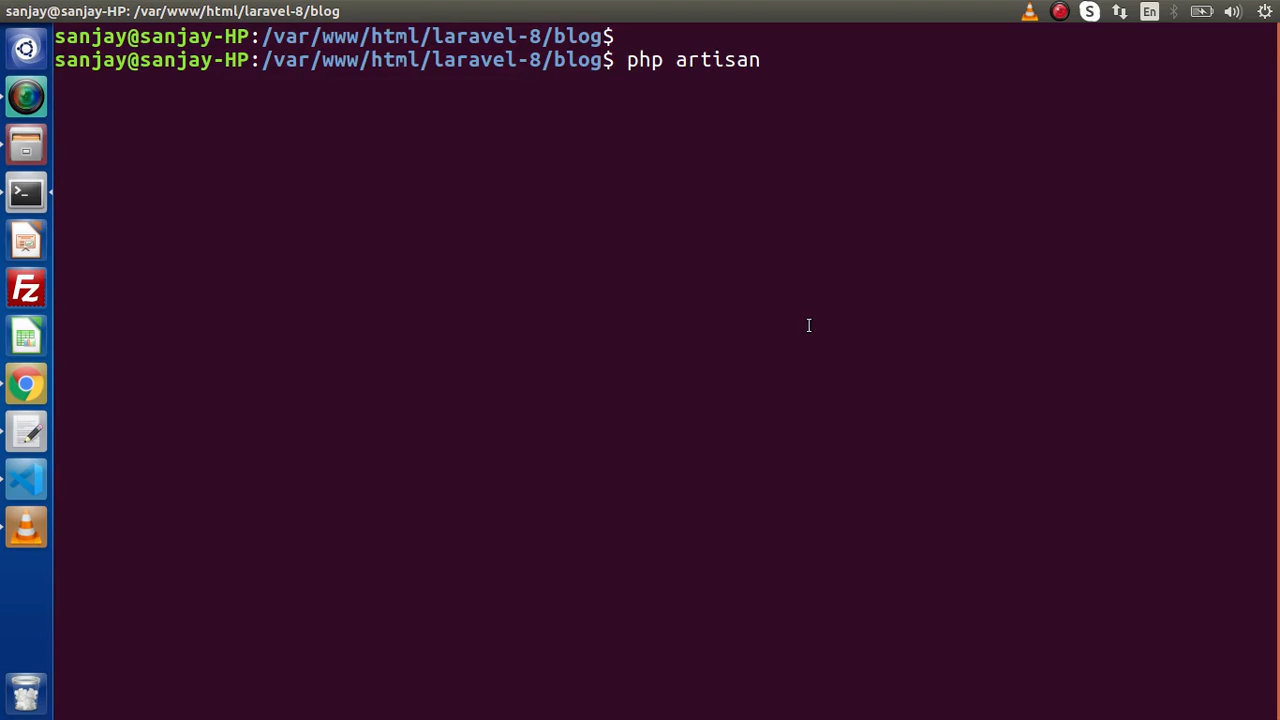 sanjay@sanjay-HP: /var/www/html/laravel-8/blog
S
En
sanjay@sanjay-HP:/var/www/html/laravel-8/blog$
sanjay@sanjay-HP:/var/www/html/laravel-8/blog$ php artisan
>_
FZ